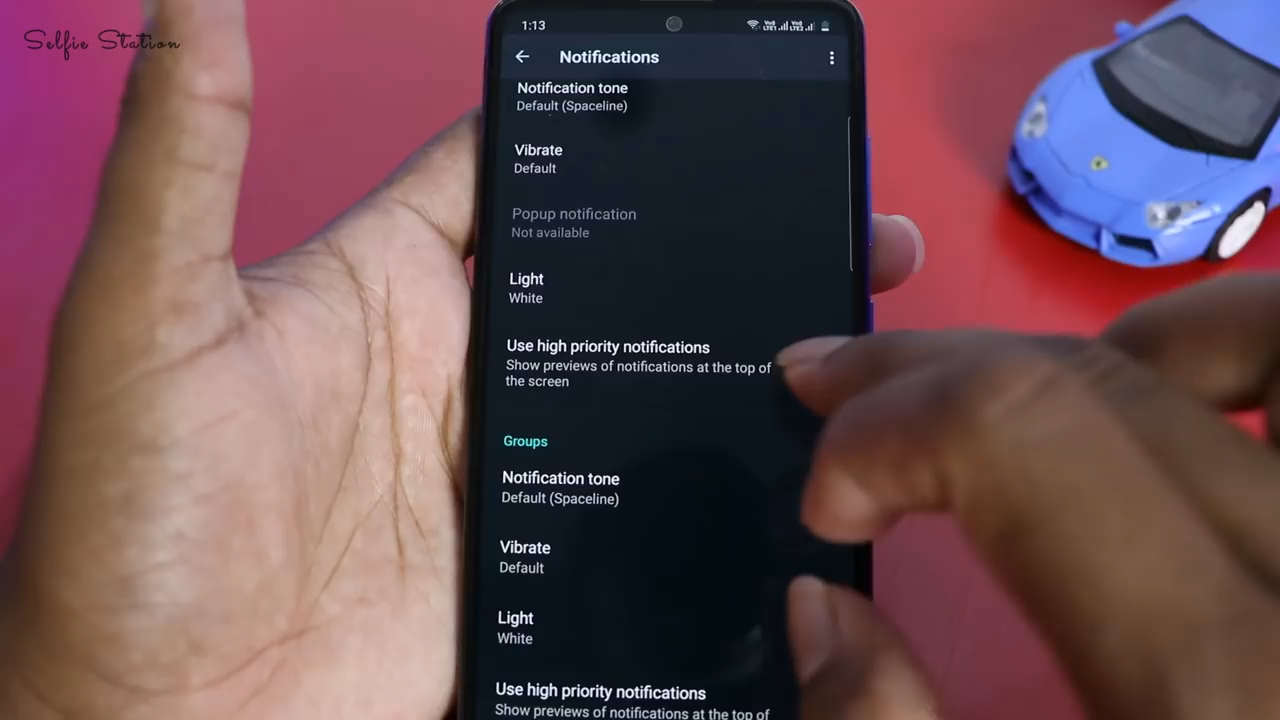 Selfie Station
1:13
Notifications
Notification tone
Default (Spaceline)
Vibrate
Default
Popup notification
Not available
Light
White
Use high priority notifications
Show previews of notifications at the top of
the screen
Groups
Notification tone
Default (Spaceline)
Vibrate
Default
Light
White
Use high priority notifications
Show previews of notifications at the top of